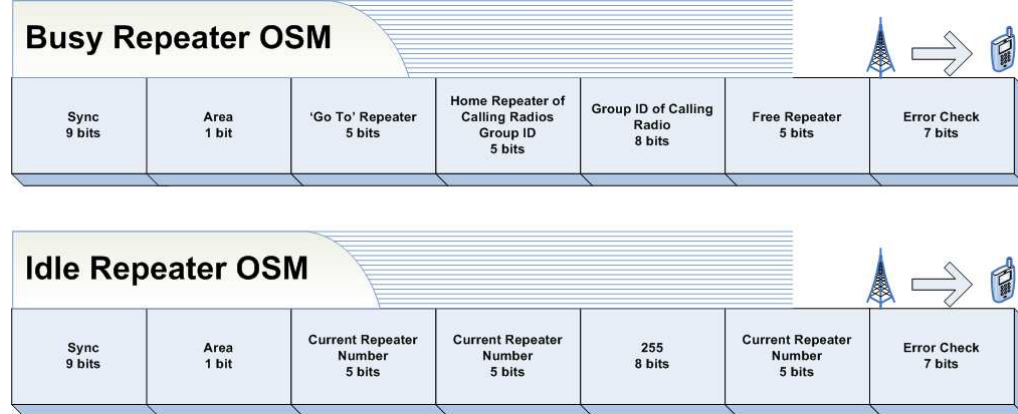 Busy Repeater OSM
Sync
9 bits
Area
1 bit
‘Go To’ Repeater
5 bits
Home Repeater of
Calling Radios
Group ID
5 bits
Group ID of Calling
Radio
8 bits
Free Repeater
5 bits
Error Check
7 bits
Idle Repeater OSM
Sync
9 bits
Area
1 bit
Current Repeater
Number
5 bits
Current Repeater
Number
5 bits
255
8 bits
Current Repeater
Number
5 bits
Error Check
7 bits